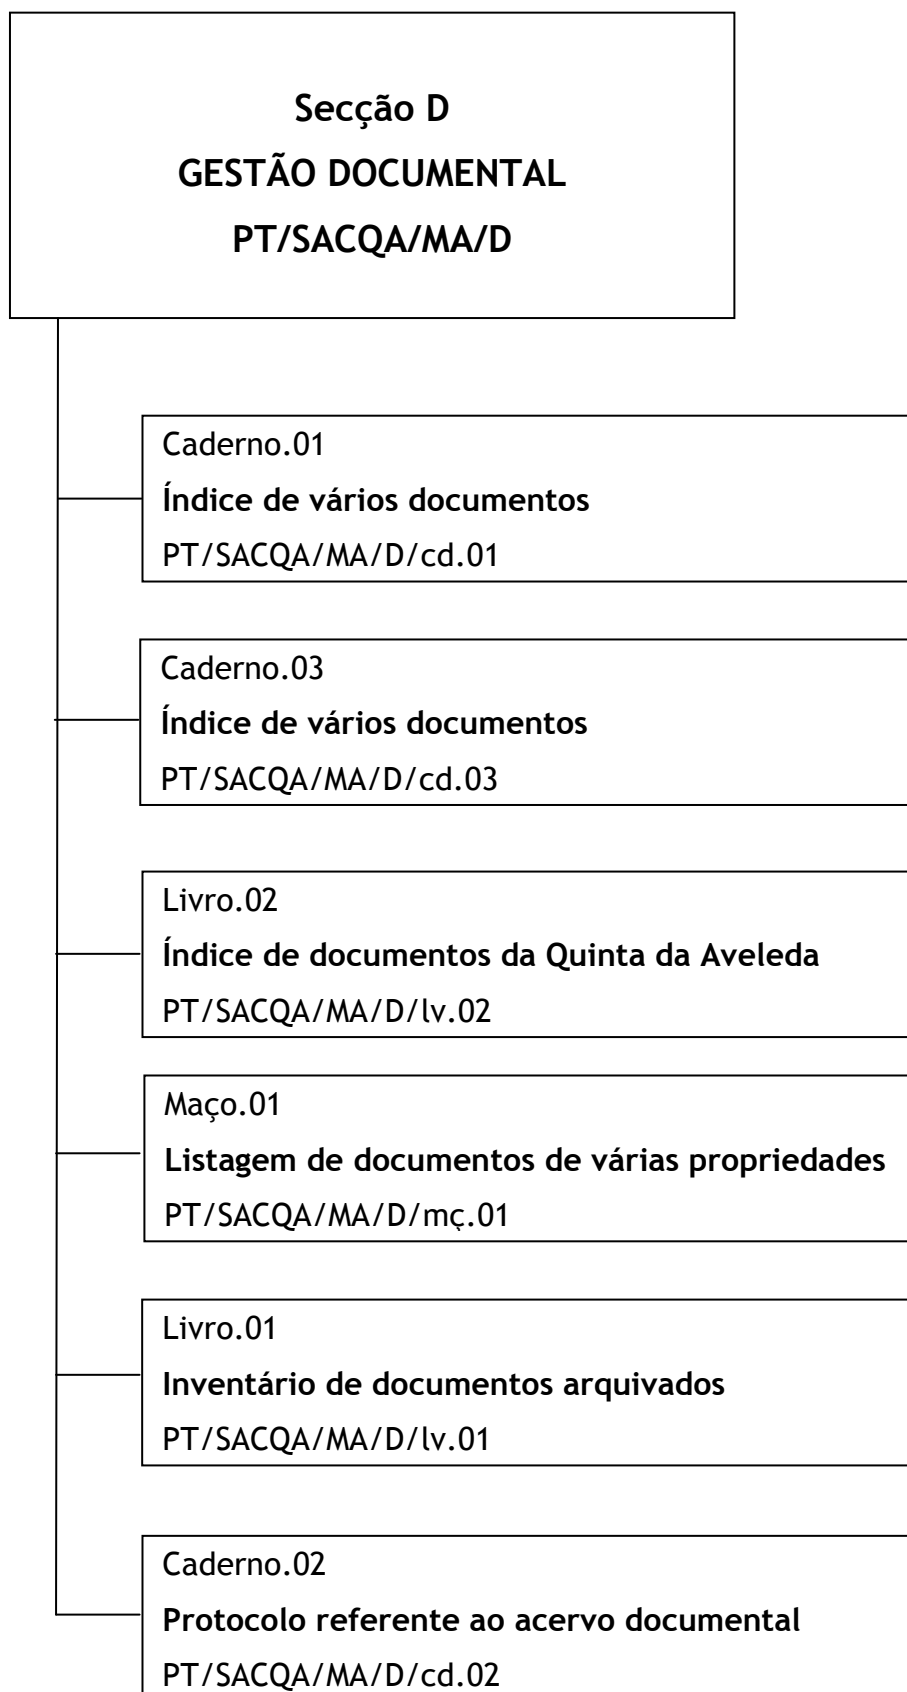 Secção D
GESTÃO DOCUMENTAL
PT/SACQA/MA/D
Caderno.01
Índice de vários documentos
PT/SACQA/MA/D/cd.01
Caderno.03
Índice de vários documentos
PT/SACQA/MA/D/cd.03
Livro.02
Índice de documentos da Quinta da Aveleda
PT/SACQA/MA/D/lv.02
Maço.01
Listagem de documentos de várias propriedades
PT/SACQA/MA/D/mç.01
Livro.01
Inventário de documentos arquivados
PT/SACQA/MA/D/lv.01
Caderno.02
Protocolo referente ao acervo documental
PT/SACQA/MA/D/cd.02